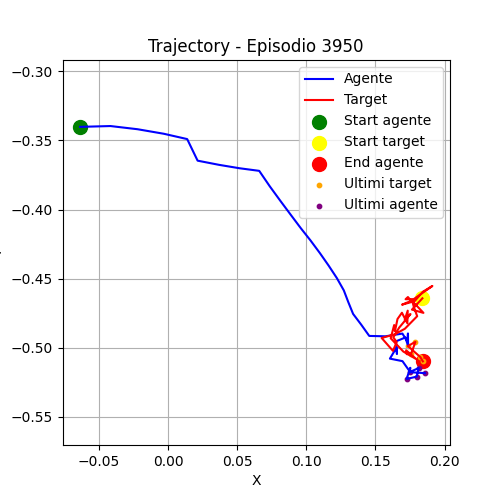 Trajectory - Episodio 3950
−0.30
−0.35
−0.40
−0.45
−0.50
−0.55
Agente
Target
Start agente
Start target
End agente
Ultimi target
Ultimi agente
−0.05
0.00
0.05
0.10
0.15
0.20
X